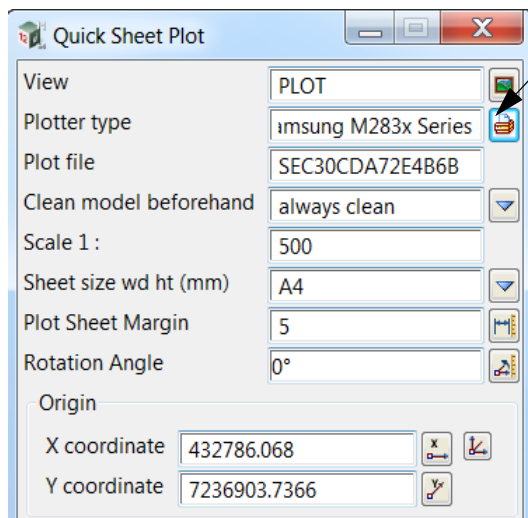 Quick Sheet Plot
View PLOT
Plotter type amsung M283x Series
Plot file SEC30CDA72E4B6B
Clean model beforehand always clean
Scale 1 : 500
Sheet size wd ht (mm) A4
Plot Sheet Margin 5
Rotation Angle 0°
Origin
X coordinate 432786.068
Y coordinate 7236903.7366